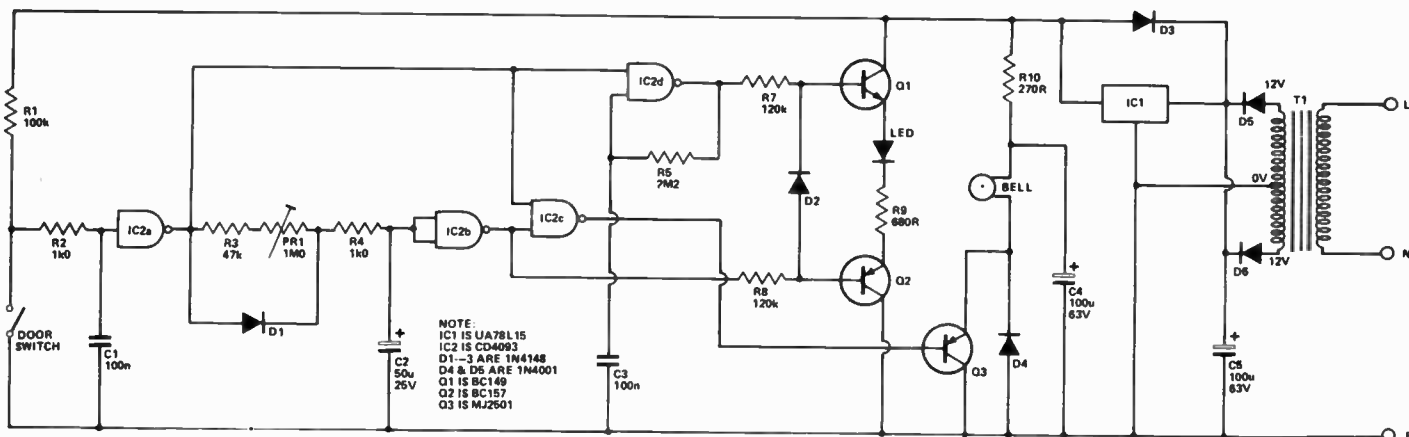 R1
100k
R2
1k0
IC2a
R3
47k
PR1
1M0
R4
1k0
IC2b
IC2c
IC2d
R5
2M2
R7
120k
R8
120k
D1
D2
Q1
LED
R9
680R
Q2
R10
270R
BELL
Q3
D4
C4
100u
63V
D3
IC1
12V
D5
T1
0V
D6
12V
C5
100u
63V
L
N
DOOR
SWITCH
C1
100n
C2
50u
25V
C3
100n
NOTE:
IC1 IS UA78L15
IC2 IS CD4093
D1--3 ARE 1N4148
D4 & D5 ARE 1N4001
Q1 IS BC149
Q2 IS BC157
Q3 IS MJ2501